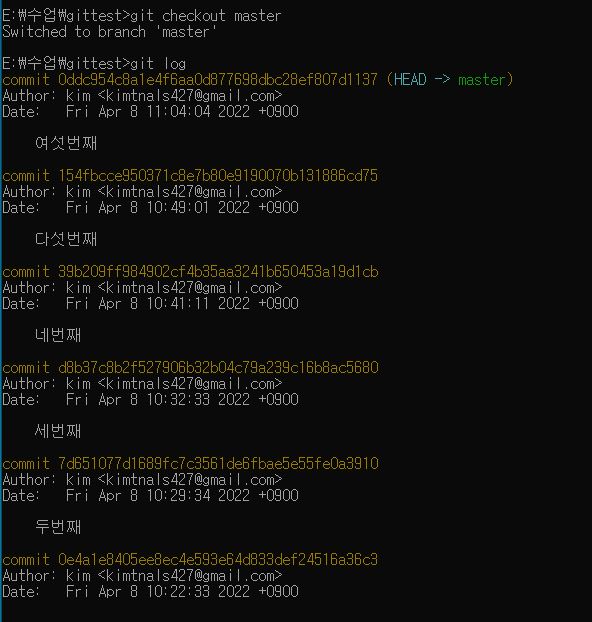 E:\수업\gittest>git checkout master
Switched to branch 'master'
E:\수업\gittest>git log
commit 0ddc954c8a1e4f6aa0d877698dbc28ef807d1137 (HEAD -> master)
Author: kim <kimtnals427@gmail.com>
Date:   Fri Apr 8 11:04:04 2022 +0900
여섯번째
commit 154fbcce950371c8e7b80e9190070b131886cd75
Author: kim <kimtnals427@gmail.com>
Date:   Fri Apr 8 10:49:01 2022 +0900
다섯번째
commit 39b209ff984902cf4b35aa3241b650453a19d1cb
Author: kim <kimtnals427@gmail.com>
Date:   Fri Apr 8 10:41:11 2022 +0900
네번째
commit d8b37c8b2f527906b32b04c79a239c16b8ac5680
Author: kim <kimtnals427@gmail.com>
Date:   Fri Apr 8 10:32:33 2022 +0900
세번째
commit 7d651077d1689fc7c3561de6fbae5e55fe0a3910
Author: kim <kimtnals427@gmail.com>
Date:   Fri Apr 8 10:29:34 2022 +0900
두번째
commit 0e4a1e8405ee8ec4e593e64d833def24516a36c3
Author: kim <kimtnals427@gmail.com>
Date:   Fri Apr 8 10:22:33 2022 +0900